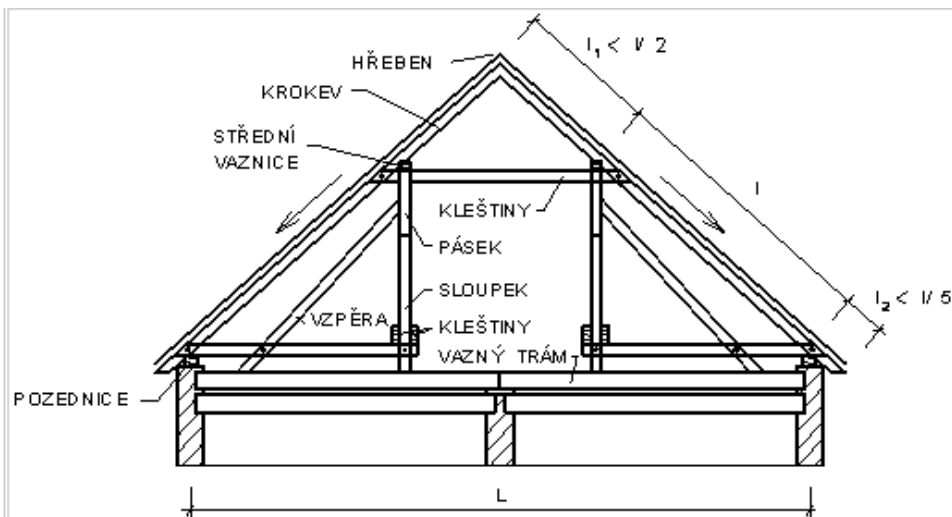 l₁ < l/2
HŘEBEN
KROKEV
STŘEDNÍ
VAZNICE
l
KLEŠTINY
PÁSEK
SLOUPEK
l₂ < l/5
VZPĚRA
KLEŠTINY
VAZNÝ TRÁM
POZEDNICE
L